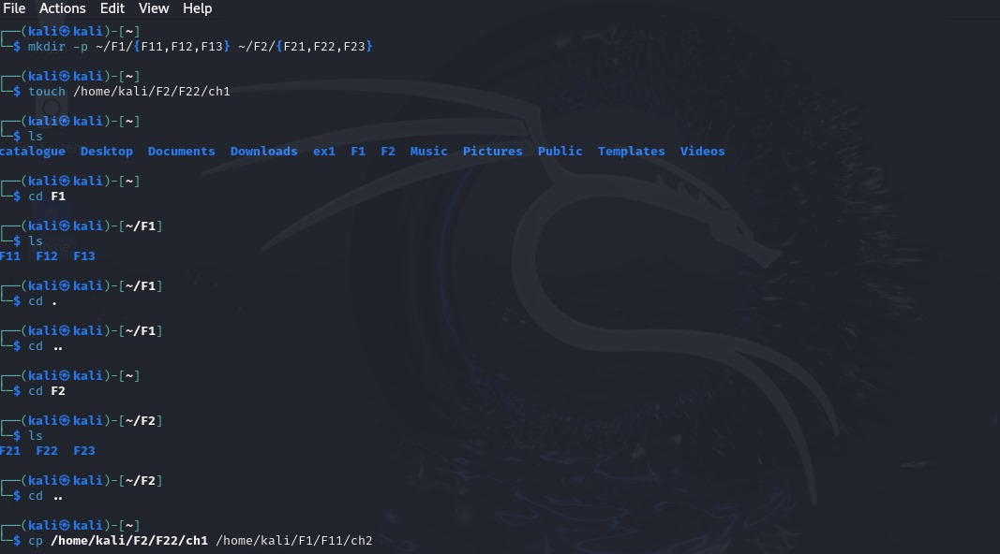 File Actions Edit View Help
┌──(kali㉿kali)-[~]
└─$ mkdir -p ~/F1/{F11,F12,F13} ~/F2/{F21,F22,F23}
┌──(kali㉿kali)-[~]
└─$ touch /home/kali/F2/F22/ch1
┌──(kali㉿kali)-[~]
└─$ ls
catalogue Desktop Documents Downloads ex1 F1 F2 Music Pictures Public Templates Videos
┌──(kali㉿kali)-[~]
└─$ cd F1
┌──(kali㉿kali)-[~/F1]
└─$ ls
F11 F12 F13
┌──(kali㉿kali)-[~/F1]
└─$ cd .
┌──(kali㉿kali)-[~/F1]
└─$ cd ..
┌──(kali㉿kali)-[~]
└─$ cd F2
┌──(kali㉿kali)-[~/F2]
└─$ ls
F21 F22 F23
┌──(kali㉿kali)-[~/F2]
└─$ cd ..
┌──(kali㉿kali)-[~]
└─$ cp /home/kali/F2/F22/ch1 /home/kali/F1/F11/ch2